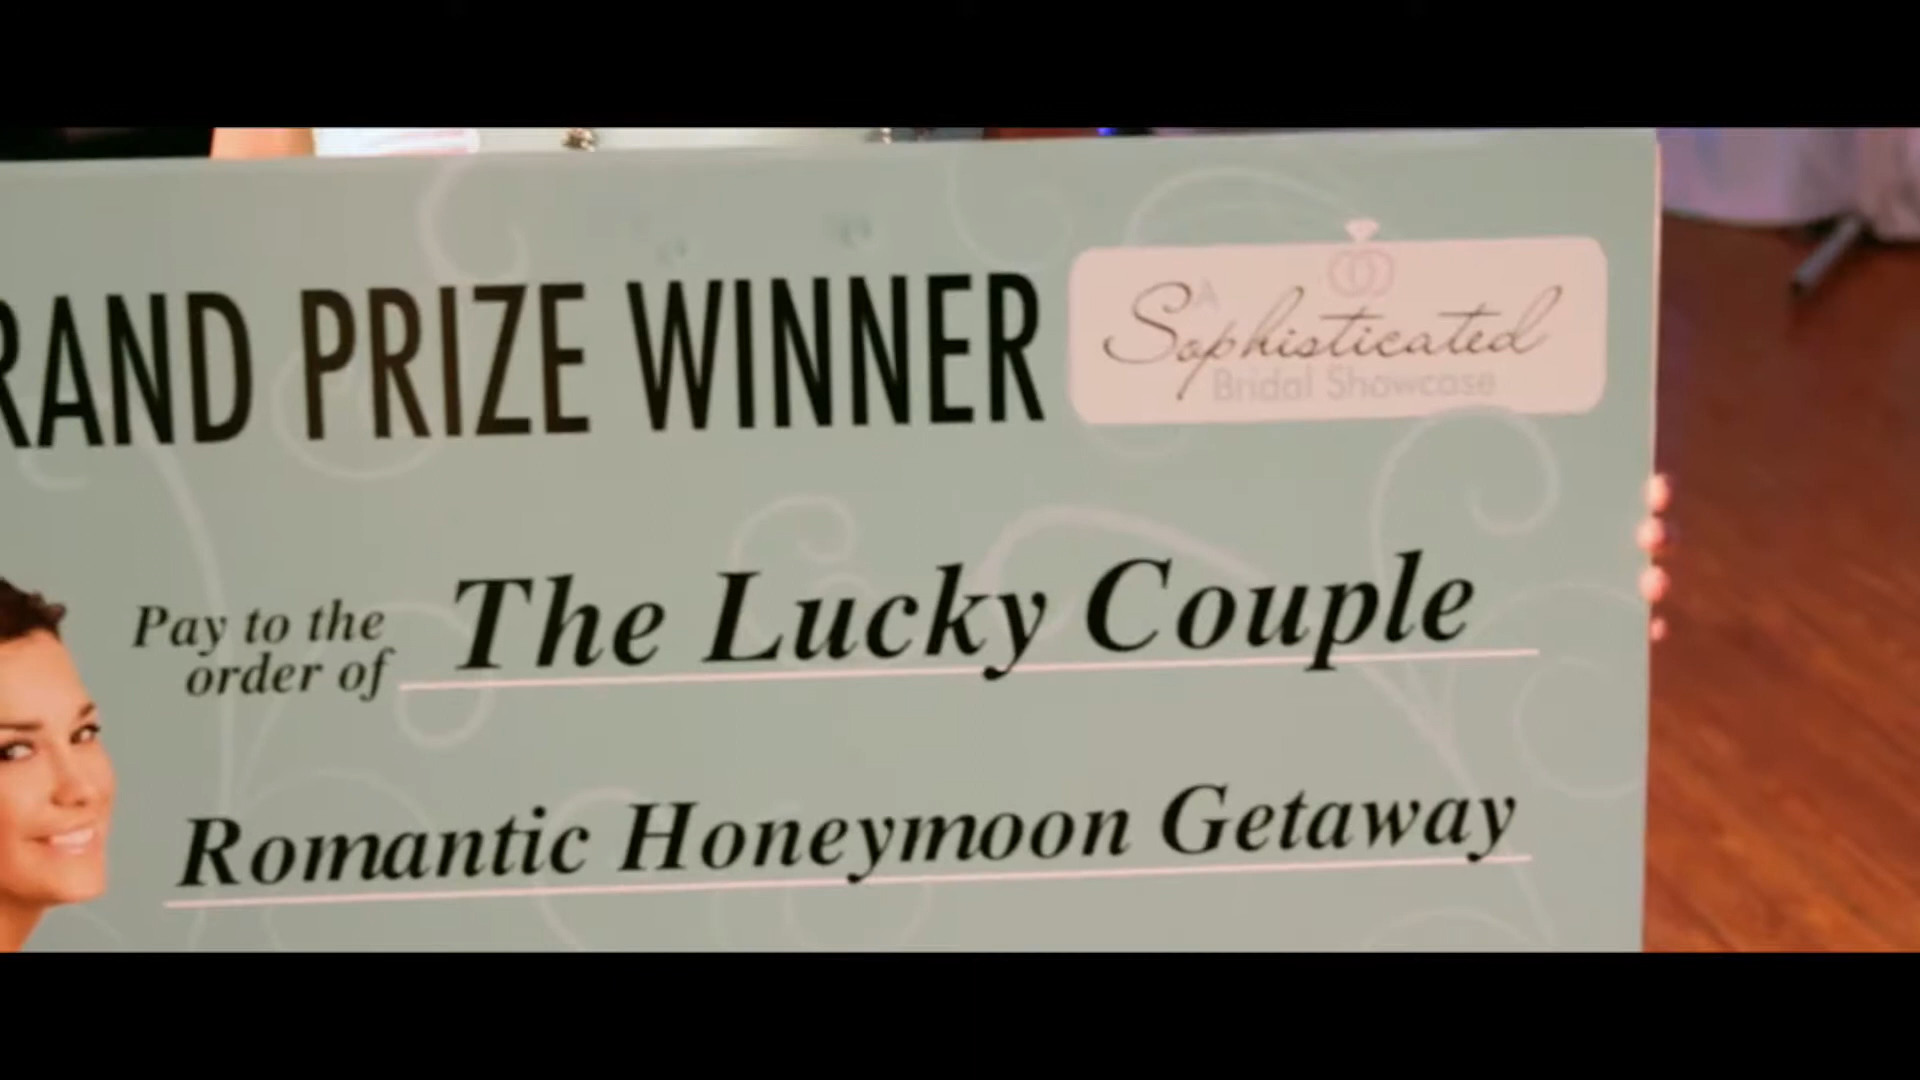 RAND PRIZE WINNER
A
Sophisticated
Bridal Showcase
Pay to the
order of
The Lucky Couple
Romantic Honeymoon Getaway